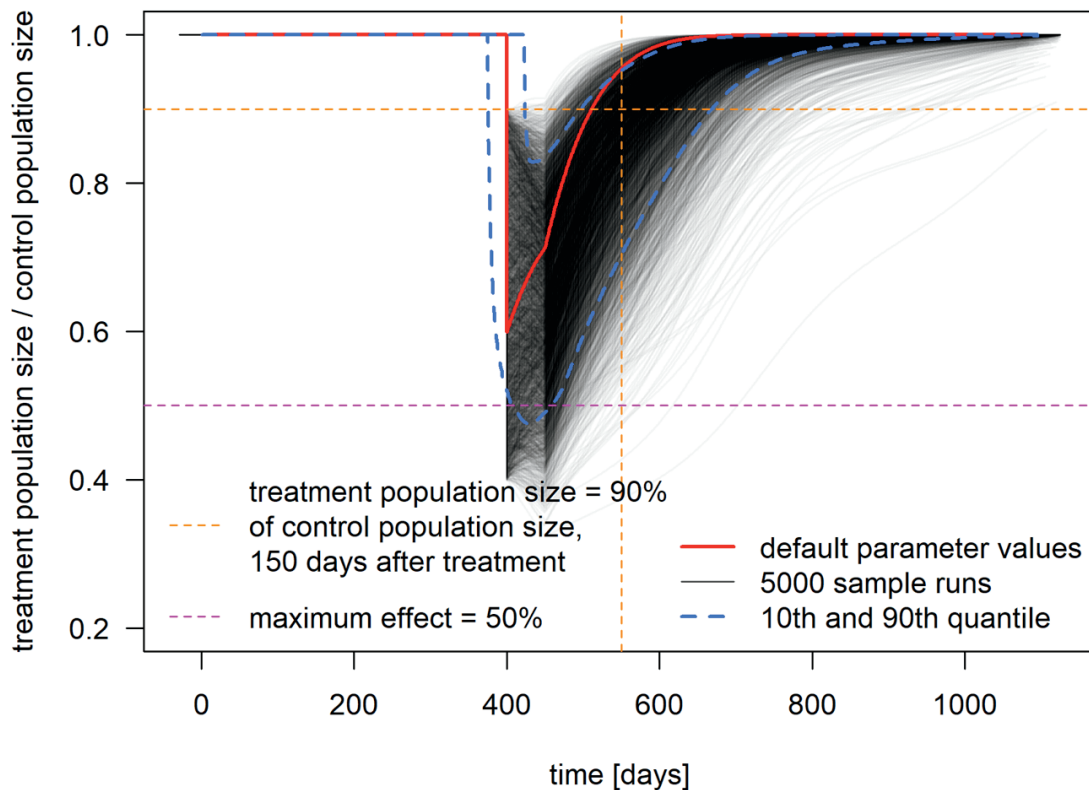 treatment population size / control population size
1.0
0.8
0.6
0.4
0.2
treatment population size = 90%
of control population size,
150 days after treatment
maximum effect = 50%
default parameter values
5000 sample runs
10th and 90th quantile
0 200 400 600 800 1000
time [days]